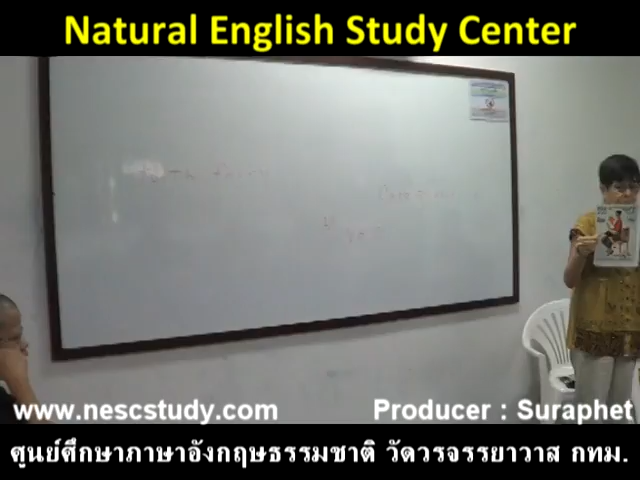 Natural English Study Center
www.nescstudy.com
Producer : Suraphet
ศูนย์ศึกษาภาษาอังกฤษธรรมชาติ วัดวรจรรยาวาส กทม.